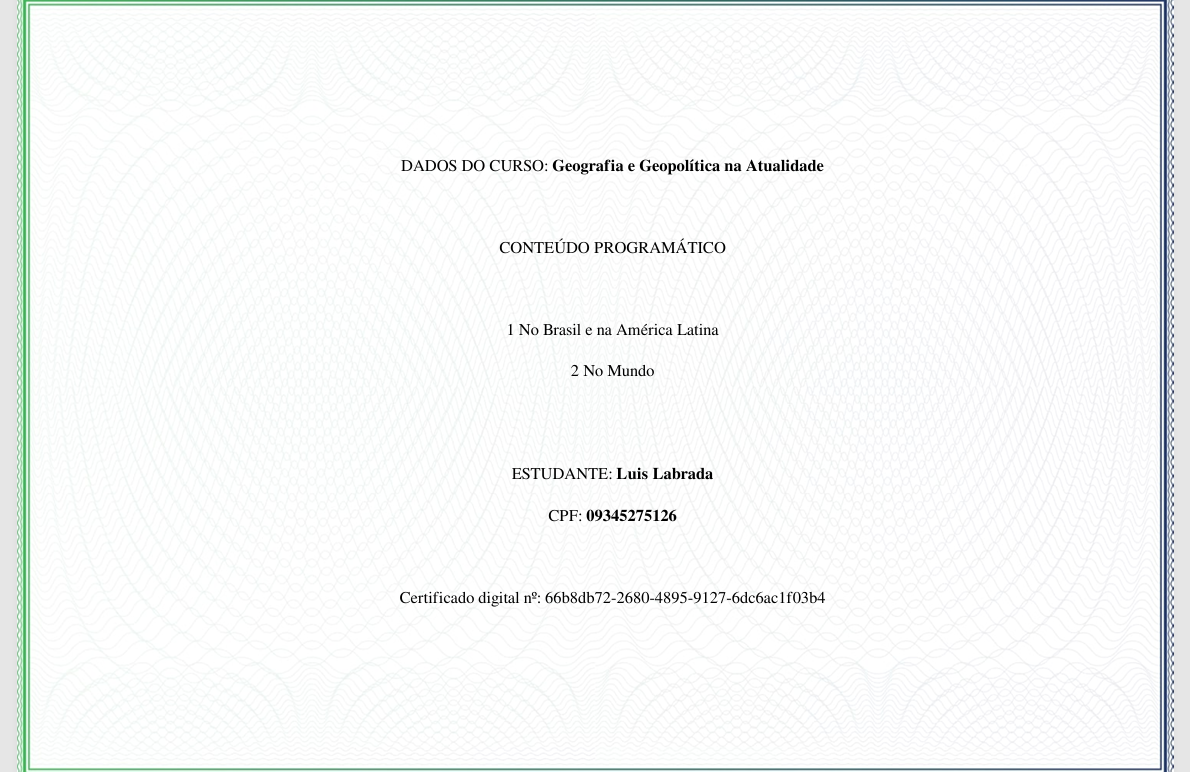 DADOS DO CURSO: Geografia e Geopolítica na Atualidade
CONTEÚDO PROGRAMÁTICO
1 No Brasil e na América Latina
2 No Mundo
ESTUDANTE: Luis Labrada
CPF: 09345275126
Certificado digital nº: 66b8db72-2680-4895-9127-6dc6ac1f03b4